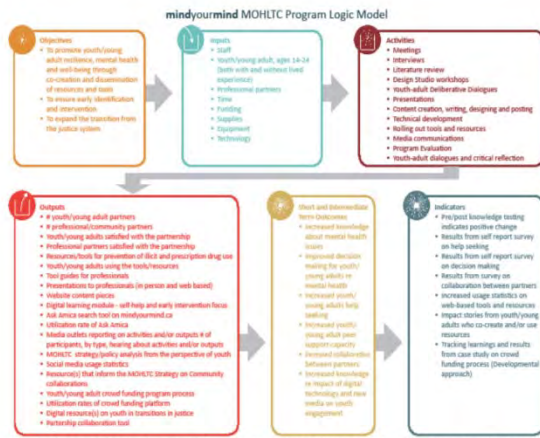 mindyourmind MOHLTC Program Logic Model
Objectives
• To promote youth/young
adult resilience, mental health
and well-being through
co-creation and dissemination
of resources and tools
• To ensure early identification
and intervention
• To expand the transition from
the justice system
Inputs
• Staff
• Youth/young adult, ages 14-24
(both with and without lived
experience)
• Professional partners
• Time
• Funding
• Supplies
• Equipment
• Technology
Activities
• Meetings
• Interviews
• Literature review
• Design Studio workshops
• Youth-adult Deliberative Dialogues
• Presentations
• Content creation, writing, designing and posting
• Technical development
• Rolling out tools and resources
• Media communications
• Program Evaluation
• Youth-adult dialogues and critical reflection
Outputs
• # youth/young adult partners
• # professional/community partners
• Youth/young adults satisfied with the partnership
• Professional partners satisfied with the partnership
• Resources/tools for prevention of illicit and prescription drug use
• Youth/young adults using the tools/resources
• Tool guides for professionals
• Presentations to professionals (in person and web based)
• Website content pieces
• Digital learning module - self help and early intervention focus
• Ask Amica search tool on mindyourmind.ca
• Utilization rate of Ask Amica
• Media outlets reporting on activities and/or outputs # of
participants, by type, hearing about activities and/or outputs
• MOHLTC strategy/policy analysis from the perspective of youth
• Social media usage statistics
• Resource(s) that inform the MOHLTC Strategy on Community
collaborations
• Youth/young adult crowd funding program process
• Utilization rates of crowd funding platform
• Digital resource(s) on youth in transitions in justice
• Partership collaboration tool
Short and Intermediate
Term Outcomes
• Increased knowledge
about mental health
issues
• Improved decision
making for youth/
young adults in
mental health
• Increased youth/
young adults help
seeking
• Increased youth/
young adult peer
support capacity
• Increased collaboration
between partners
• Increased knowledge
re impact of digital
technology and new
media on youth
engagement
Indicators
• Pre/post knowledge testing
indicates positive change
• Results from self report survey
on help seeking
• Results from self report survey
on decision making
• Results from survey on
collaboration between partners
• Increased usage statistics on
web-based tools and resources
• Impact stories from youth/young
adults who co-create and/or use
resources
• Tracking learnings and results
from case study on crowd
funding process (Developmental
approach)